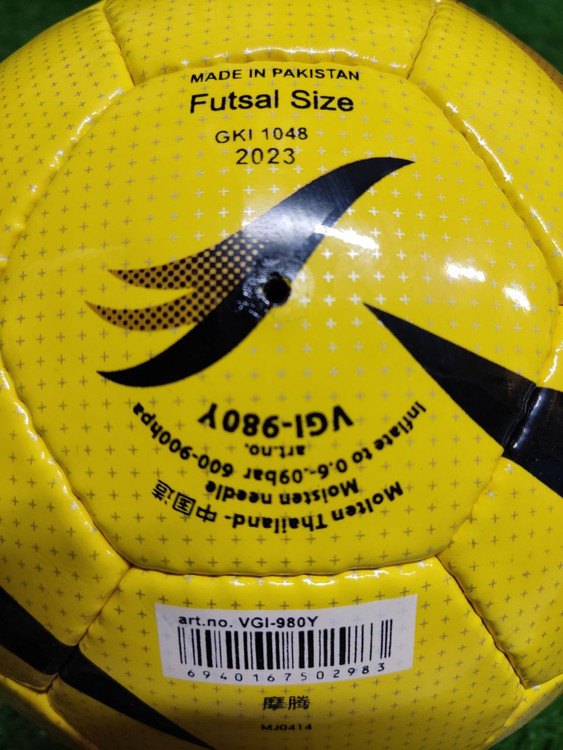 MADE IN PAKISTAN
Futsal Size
GKI 1048
2023
Molten Thailand- 中国造
Molsten needle
Inflate to 0.6-.09bar 600-900hpa
art.no.
VGI-980Y
art.no. VGI-980Y
6940167502983
摩腾
MJ0414